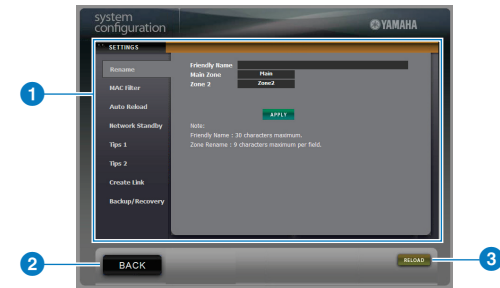 system
configuration
YAMAHA
SETTINGS
Rename
MAC Filter
Auto Reload
Network Standby
Tips 1
Tips 2
Create Link
Backup/Recovery
Friendly Name
Main Zone Main
Zone 2 Zone2
APPLY
Note:
Friendly Name : 30 characters maximum.
Zone Rename : 9 characters maximum per field.
1
2
BACK
RELOAD
3